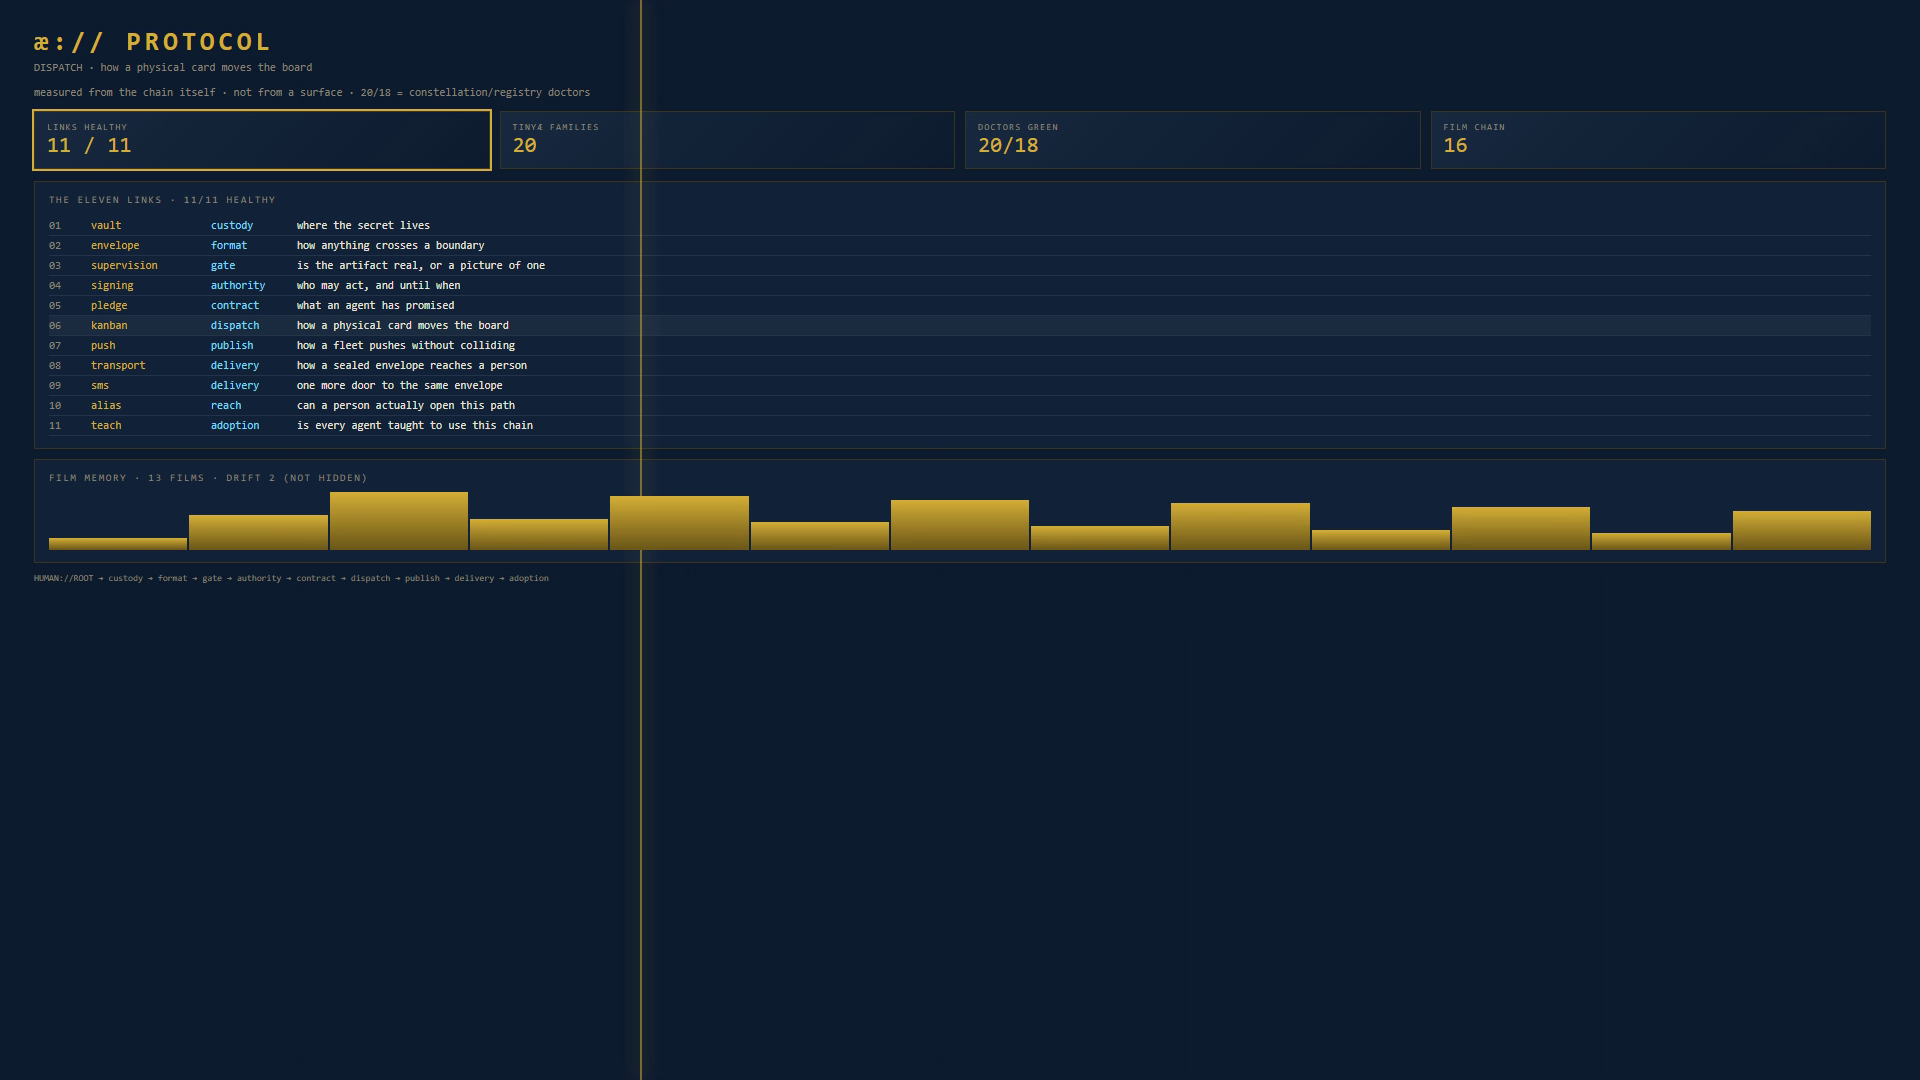 æ:// PROTOCOL
DISPATCH · how a physical card moves the board
measured from the chain itself · not from a surface · 20/18 = constellation/registry doctors
LINKS HEALTHY
11 / 11
TINYÆ FAMILIES
20
DOCTORS GREEN
20/18
FILM CHAIN
16
THE ELEVEN LINKS · 11/11 HEALTHY
01 vault custody where the secret lives
02 envelope format how anything crosses a boundary
03 supervision gate is the artifact real, or a picture of one
04 signing authority who may act, and until when
05 pledge contract what an agent has promised
06 kanban dispatch how a physical card moves the board
07 push publish how a fleet pushes without colliding
08 transport delivery how a sealed envelope reaches a person
09 sms delivery one more door to the same envelope
10 alias reach can a person actually open this path
11 teach adoption is every agent taught to use this chain
FILM MEMORY · 13 FILMS · DRIFT 2 (NOT HIDDEN)
HUMAN://ROOT → custody → format → gate → authority → contract → dispatch → publish → delivery → adoption